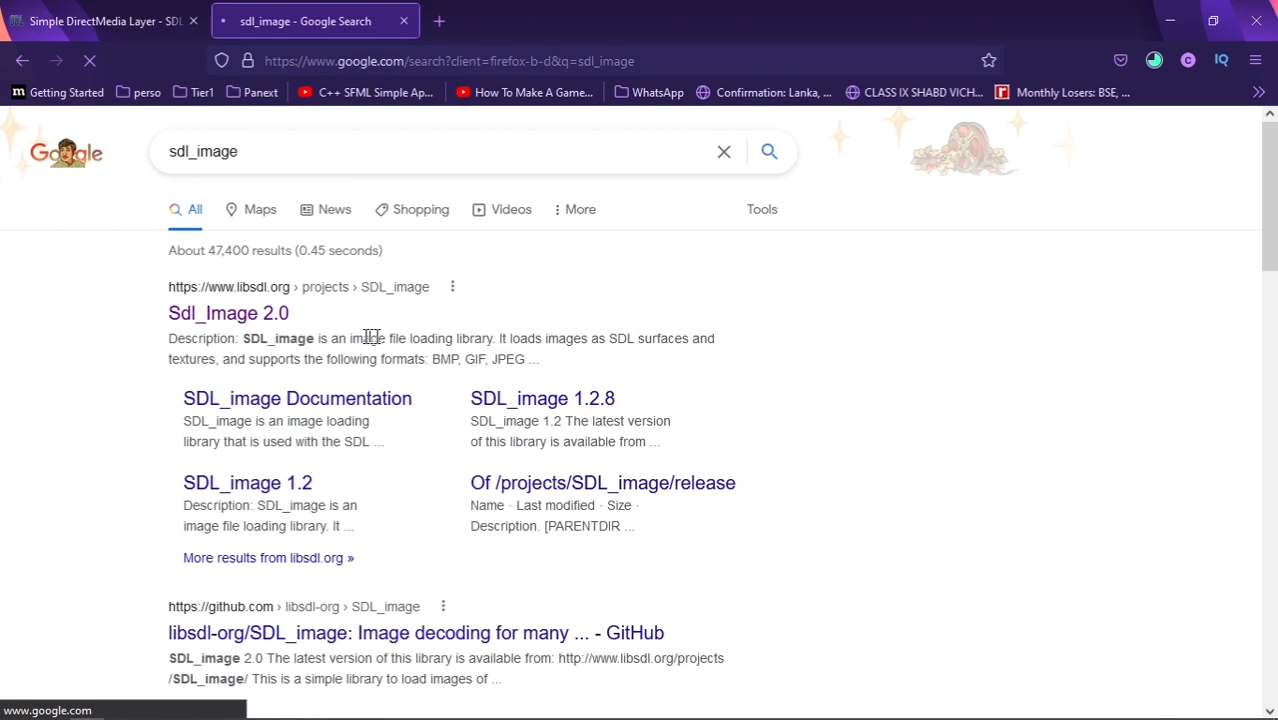 Simple DirectMedia Layer - SDL
sdl_image - Google Search
https://www.google.com/search?client=firefox-b-d&q=sdl_image
Getting Started
perso
Tier1
Panext
C++ SFML Simple Ap...
How To Make A Game...
WhatsApp
Confirmation: Lanka, ...
CLASS IX SHABD VICH...
Monthly Losers: BSE, ...
Google
sdl_image
All
Maps
News
Shopping
Videos
More
Tools
About 47,400 results (0.45 seconds)
https://www.libsdl.org › projects › SDL_image
Sdl_Image 2.0
Description: SDL_image is an image file loading library. It loads images as SDL surfaces and
textures, and supports the following formats: BMP, GIF, JPEG ...
SDL_image Documentation
SDL_image is an image loading
library that is used with the SDL ...
SDL_image 1.2.8
SDL_image 1.2 The latest version
of this library is available from ...
SDL_image 1.2
Description: SDL_image is an
image file loading library. It ...
Of /projects/SDL_image/release
Name · Last modified · Size ·
Description. [PARENTDIR ...
More results from libsdl.org »
https://github.com › libsdl-org › SDL_image
libsdl-org/SDL_image: Image decoding for many ... - GitHub
SDL_image 2.0 The latest version of this library is available from: http://www.libsdl.org/projects
/SDL_image/ This is a simple library to load images of ...
www.google.com